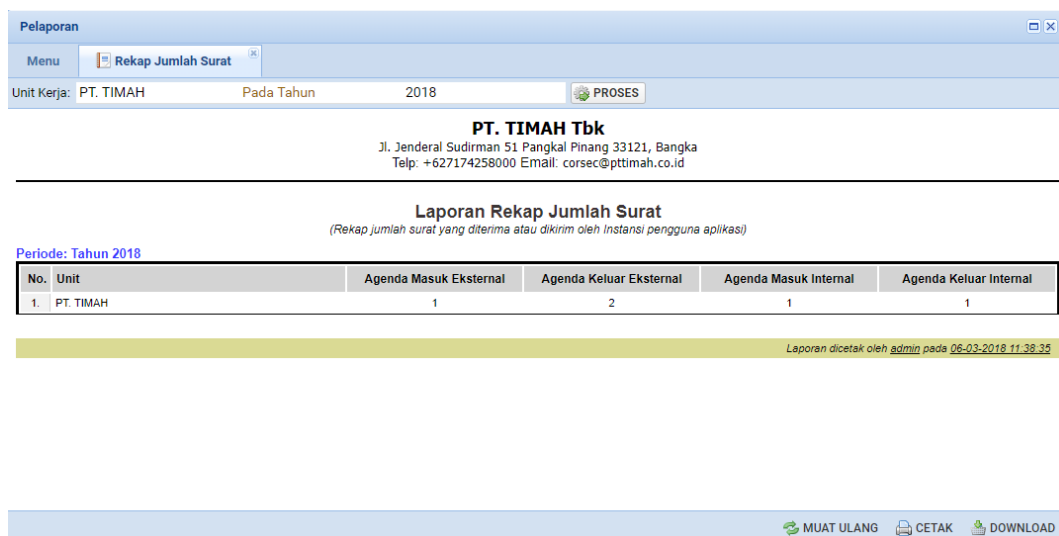 Pelaporan
Menu Rekap Jumlah Surat
Unit Kerja: PT. TIMAH Pada Tahun 2018 PROSES
PT. TIMAH Tbk
Jl. Jenderal Sudirman 51 Pangkal Pinang 33121, Bangka
Telp: +627174258000 Email: corsec@pttimah.co.id
Laporan Rekap Jumlah Surat
(Rekap jumlah surat yang diterima atau dikirim oleh Instansi pengguna aplikasi)
Periode: Tahun 2018
No. Unit Agenda Masuk Eksternal Agenda Keluar Eksternal Agenda Masuk Internal Agenda Keluar Internal
1. PT. TIMAH 1 2 1 1
Laporan dicetak oleh admin pada 06-03-2018 11:38:35
MUAT ULANG CETAK DOWNLOAD